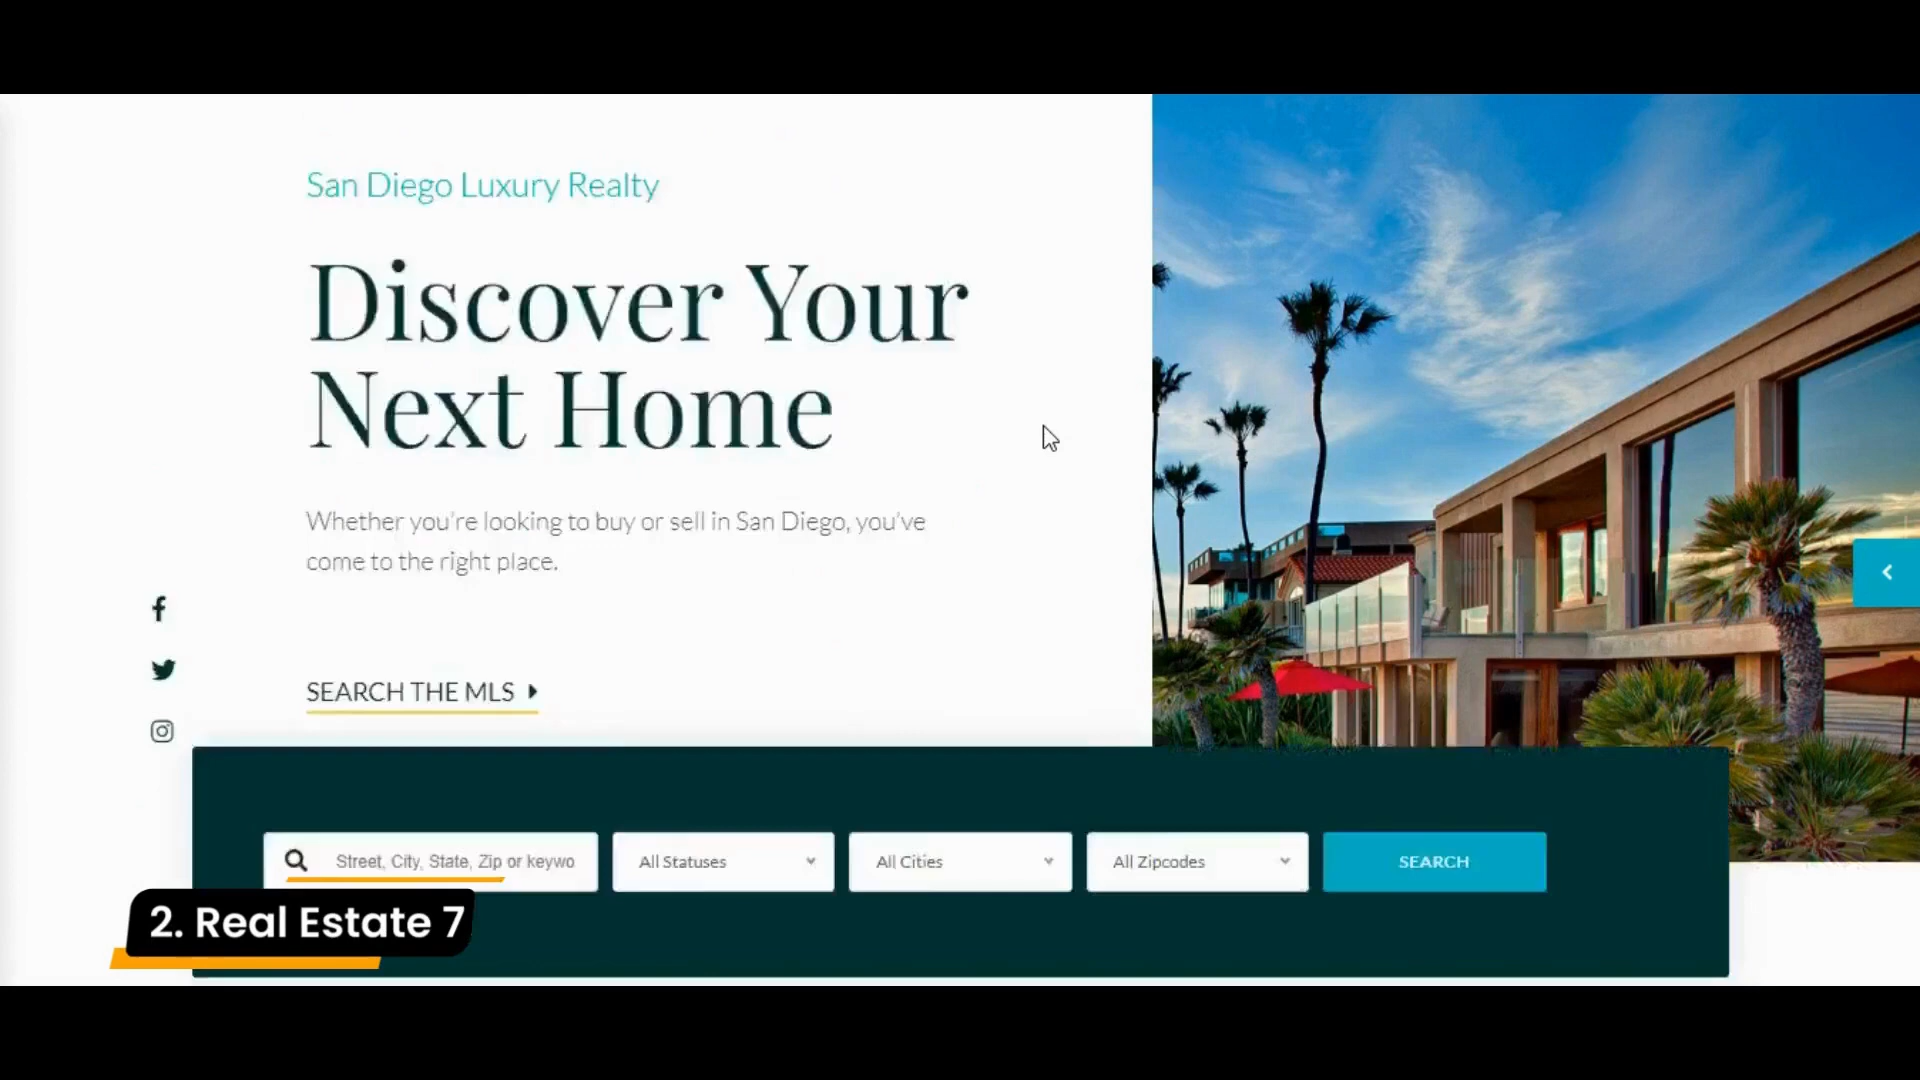 San Diego Luxury Realty
Discover Your
Next Home
Whether you're looking to buy or sell in San Diego, you've
come to the right place.
SEARCH THE MLS
Street, City, State, Zip or keywo
All Statuses
All Cities
All Zipcodes
SEARCH
2. Real Estate 7